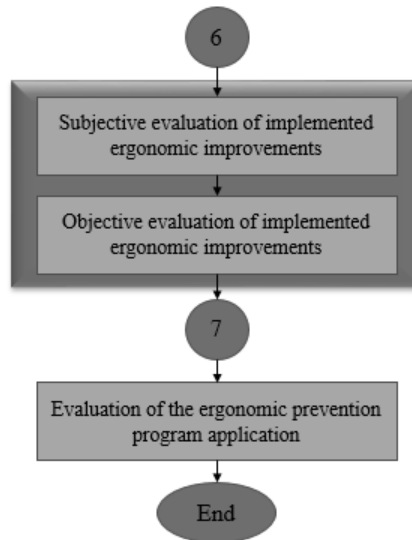 6
Subjective evaluation of implemented
ergonomic improvements
Objective evaluation of implemented
ergonomic improvements
7
Evaluation of the ergonomic prevention
program application
End